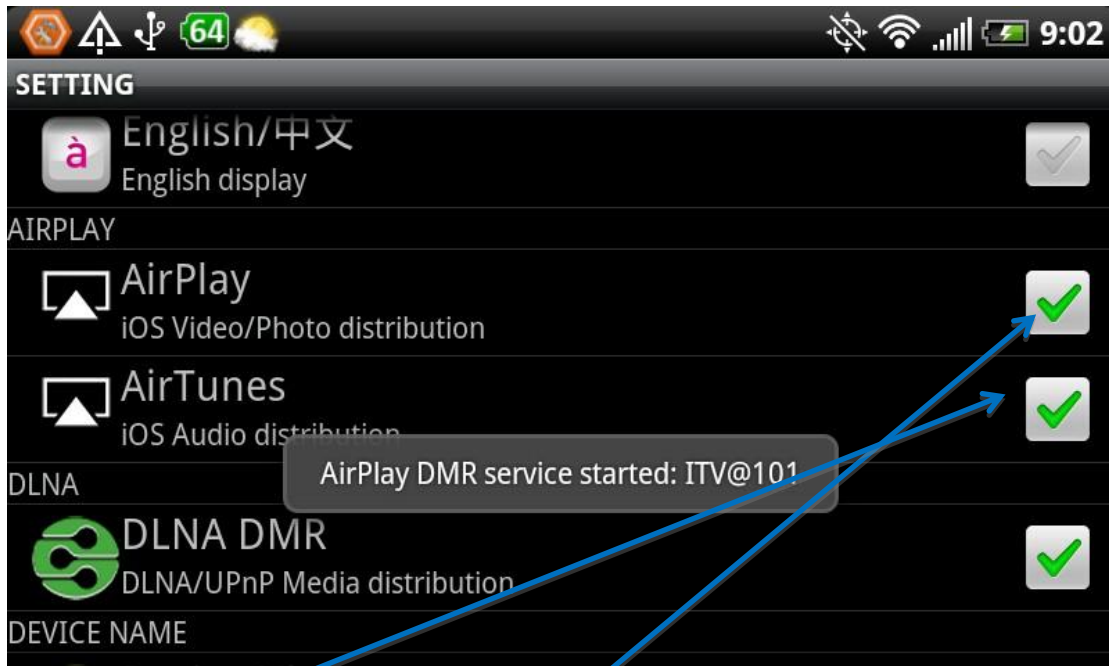 64
9:02
SETTING
à
English/中文
English display
AIRPLAY
AirPlay
iOS Video/Photo distribution
AirTunes
iOS Audio distribution
AirPlay DMR service started: ITV@101
DLNA
DLNA DMR
DLNA/UPnP Media distribution
DEVICE NAME